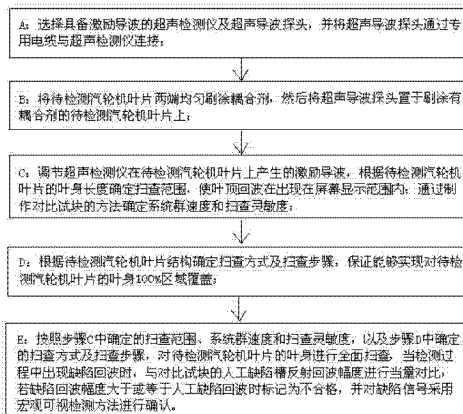 A：选择具备激励导波的超声检测仪及超声导波探头，并将超声导波探头通过专
用电缆与超声检测仪连接；
B：将待检测汽轮机叶片两端均匀刷涂耦合剂，然后将超声导波探头置于刷涂有
耦合剂的待检测汽轮机叶片上；
C：调节超声检测仪在待检测汽轮机叶片上产生的激励导波，根据待检测汽轮机
叶片的叶身长度确定扫查范围，使叶顶回波在出现在屏幕显示范围内；通过制
作对比试块的方法确定系统群速度和扫查灵敏度；
D：根据待检测汽轮机叶片结构确定扫查方式及扫查步骤，保证能够实现对待检
测汽轮机叶片的叶身100%区域覆盖；
E：按照步骤C中确定的扫查范围、系统群速度和扫查灵敏度，以及步骤D中确定
的扫查方式及扫查步骤，对待检测汽轮机叶片的叶身进行全面扫查，当检测过
程中出现缺陷回波时，与对比试块的人工缺陷槽反射回波幅度进行当量对比，
若缺陷回波幅度大于或等于人工缺陷回波时标记为不合格，并对缺陷信号采用
宏观可视检测方法进行确认。